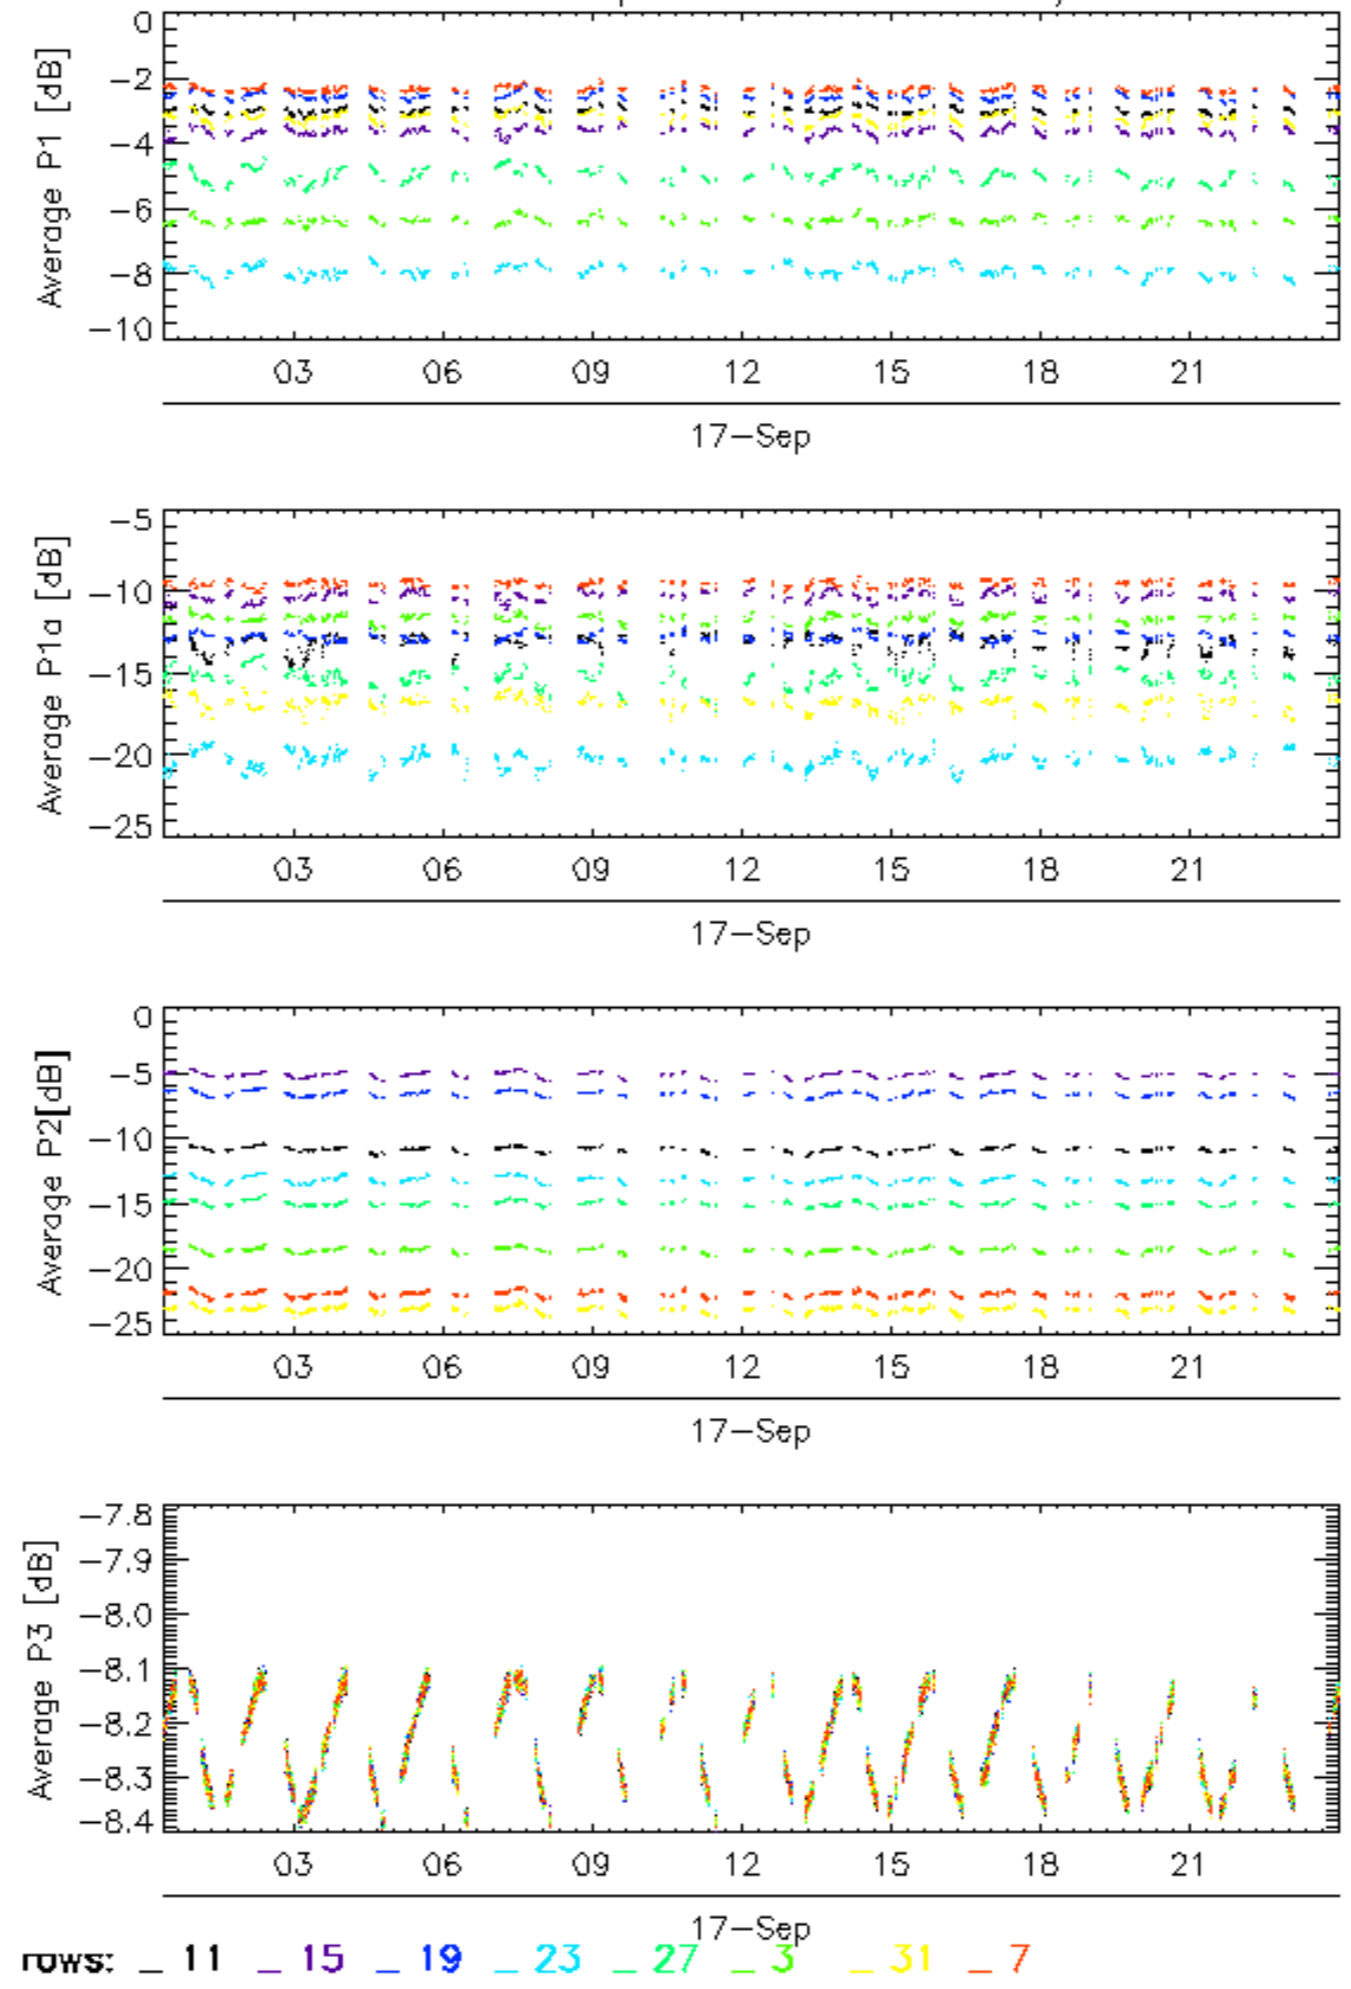 0
−2
−4
−6
−8
−10
Average P1 [dB]
03 06 09 12 15 18 21
17−Sep
−5
−10
−15
−20
−25
Average P1a [dB]
03 06 09 12 15 18 21
17−Sep
0
−5
−10
−15
−20
−25
Average P2[dB]
03 06 09 12 15 18 21
17−Sep
−7.8
−7.9
−8.0
−8.1
−8.2
−8.3
−8.4
Average P3 [dB]
03 06 09 12 15 18 21
17−Sep
rows: _ 11 _ 15 _ 19 _ 23 _ 27 _ 3 _ 31 _ 7